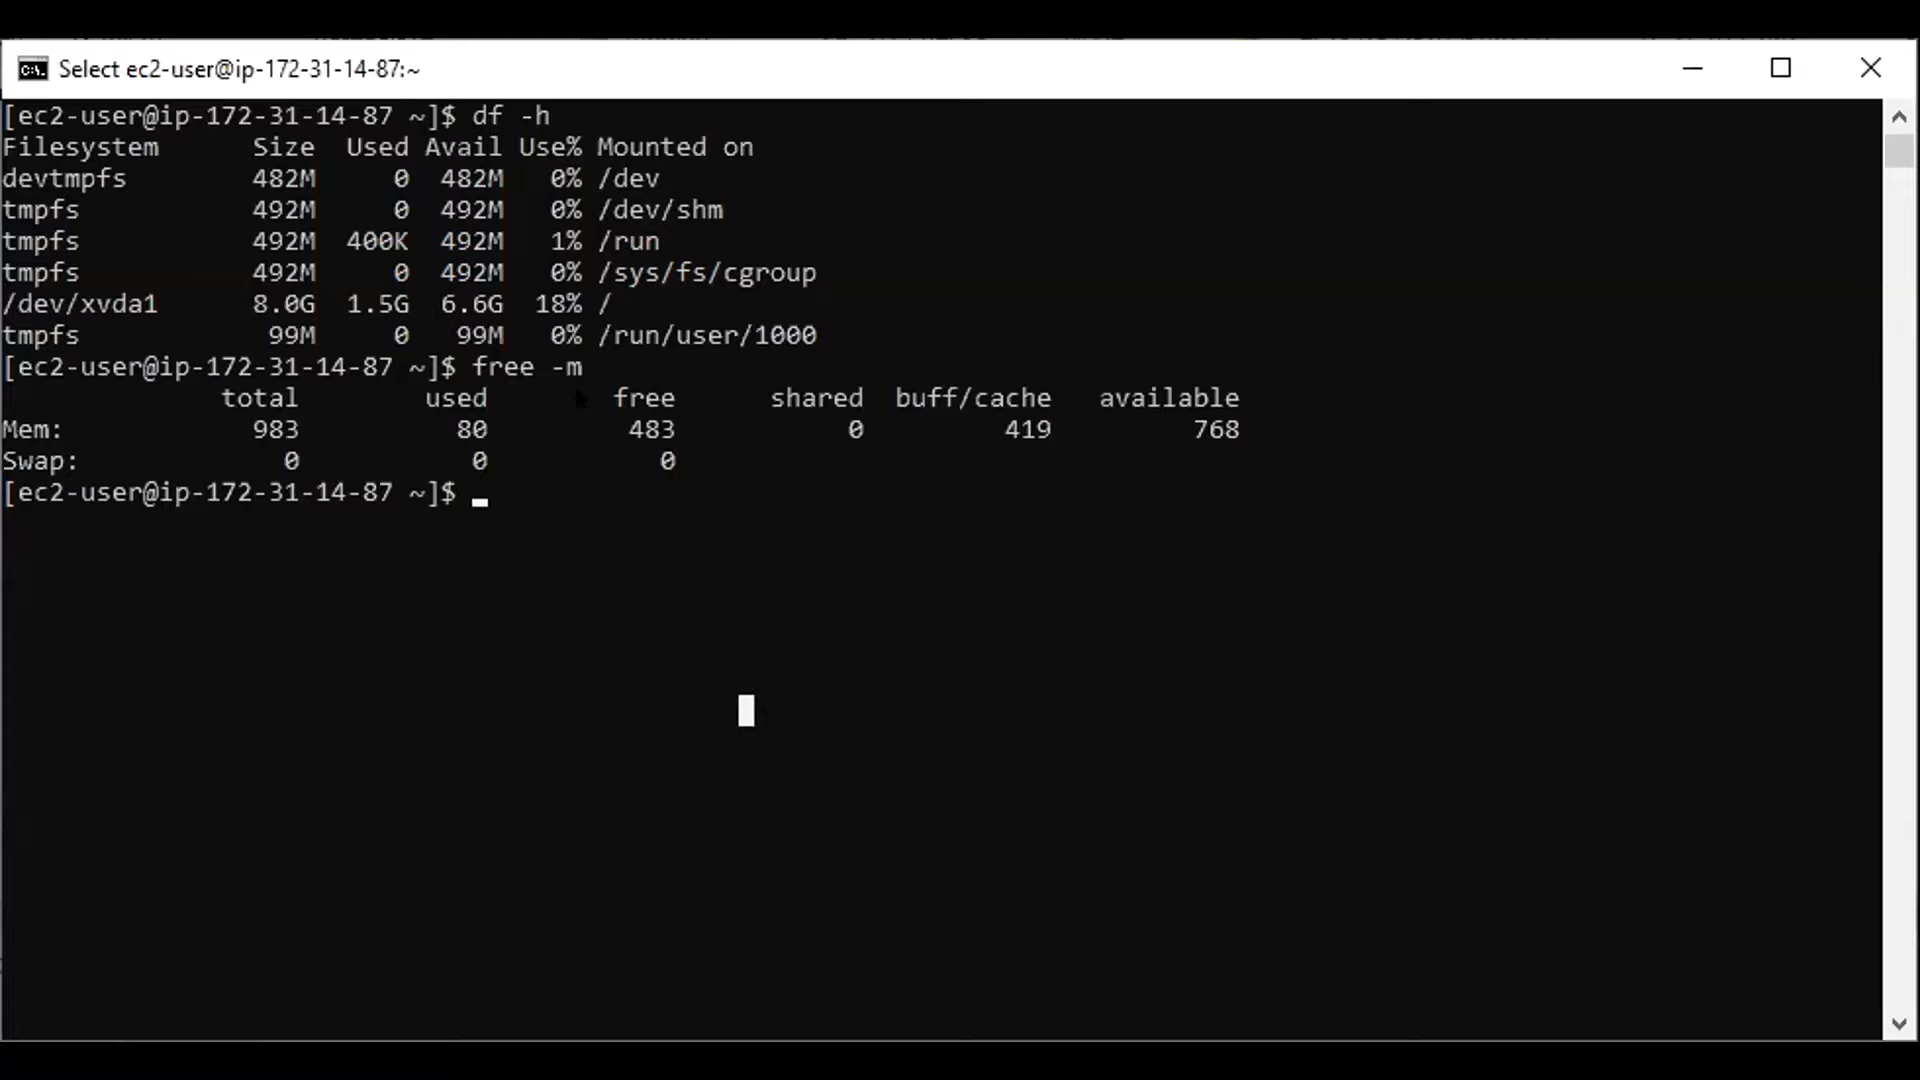 Select ec2-user@ip-172-31-14-87:~
[ec2-user@ip-172-31-14-87 ~]$ df -h
Filesystem      Size  Used Avail Use% Mounted on
devtmpfs        482M     0  482M   0% /dev
tmpfs           492M     0  492M   0% /dev/shm
tmpfs           492M  400K  492M   1% /run
tmpfs           492M     0  492M   0% /sys/fs/cgroup
/dev/xvda1      8.0G  1.5G  6.6G  18% /
tmpfs            99M     0   99M   0% /run/user/1000
[ec2-user@ip-172-31-14-87 ~]$ free -m
              total        used        free      shared  buff/cache   available
Mem:            983          80         483           0         419         768
Swap:             0           0           0
[ec2-user@ip-172-31-14-87 ~]$